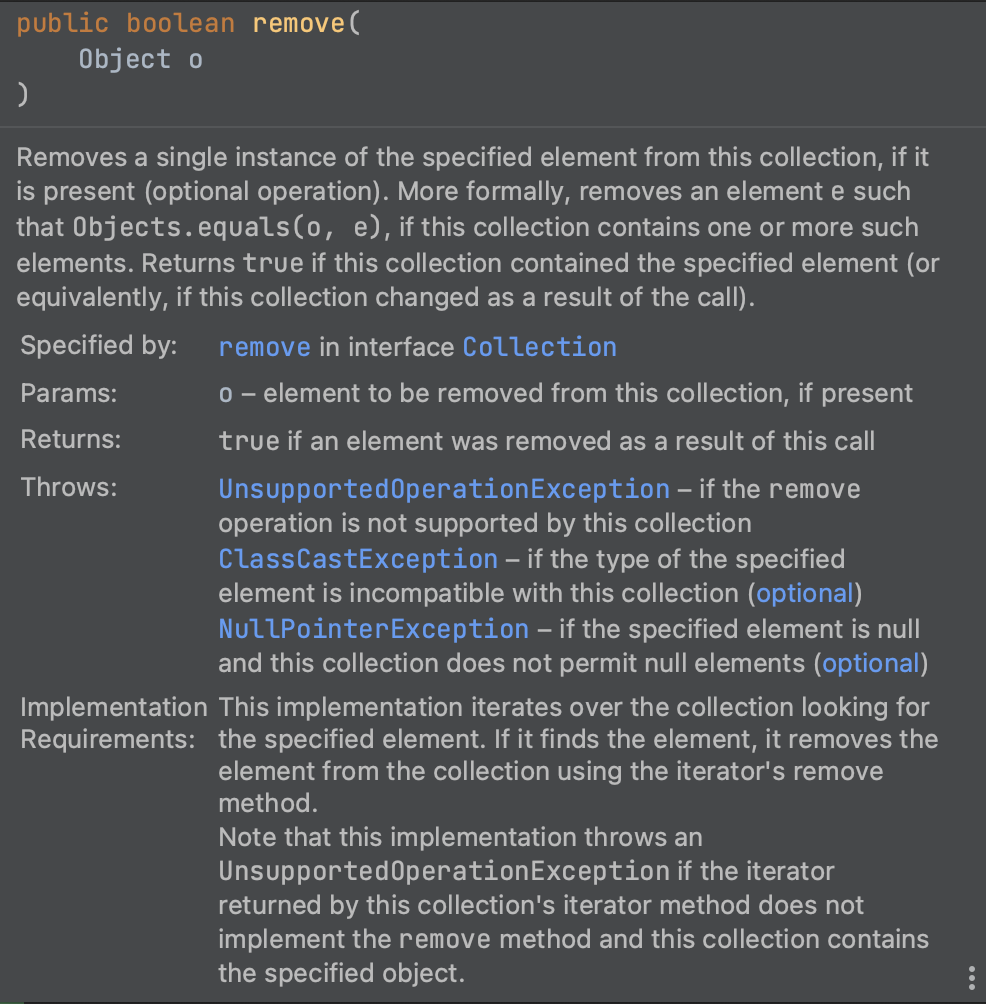 public boolean remove(
    Object o
)
Removes a single instance of the specified element from this collection, if it
is present (optional operation). More formally, removes an element e such
that Objects.equals(o, e), if this collection contains one or more such
elements. Returns true if this collection contained the specified element (or
equivalently, if this collection changed as a result of the call).
Specified by: remove in interface Collection
Params: o – element to be removed from this collection, if present
Returns: true if an element was removed as a result of this call
Throws: UnsupportedOperationException – if the remove
operation is not supported by this collection
ClassCastException – if the type of the specified
element is incompatible with this collection (optional)
NullPointerException – if the specified element is null
and this collection does not permit null elements (optional)
Implementation This implementation iterates over the collection looking for
Requirements: the specified element. If it finds the element, it removes the
element from the collection using the iterator's remove
method.
Note that this implementation throws an
UnsupportedOperationException if the iterator
returned by this collection's iterator method does not
implement the remove method and this collection contains
the specified object.